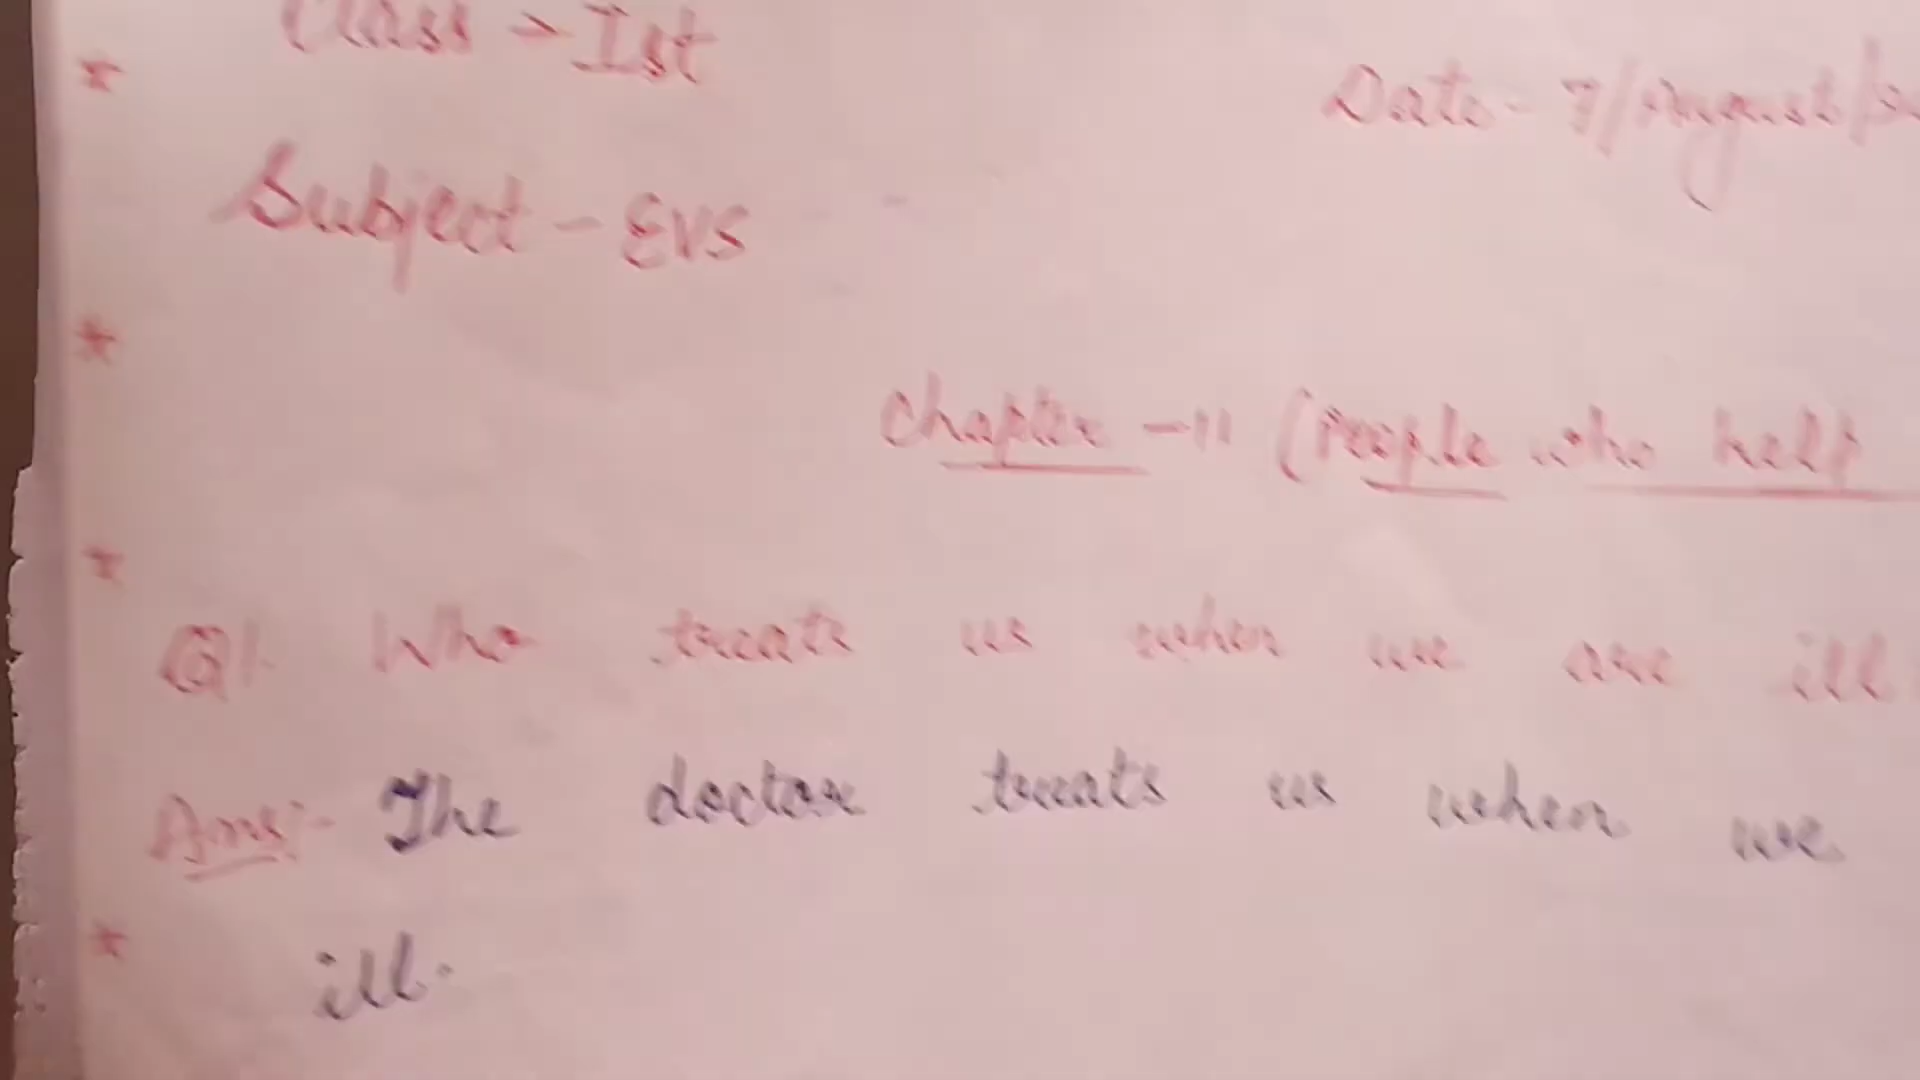 Class > Ist
Date - 7/August/
Subject - EVS
Chapter - 11 (People who help
Q1. Who treats us when we are ill
Ans:- The doctor treats us when we
ill.